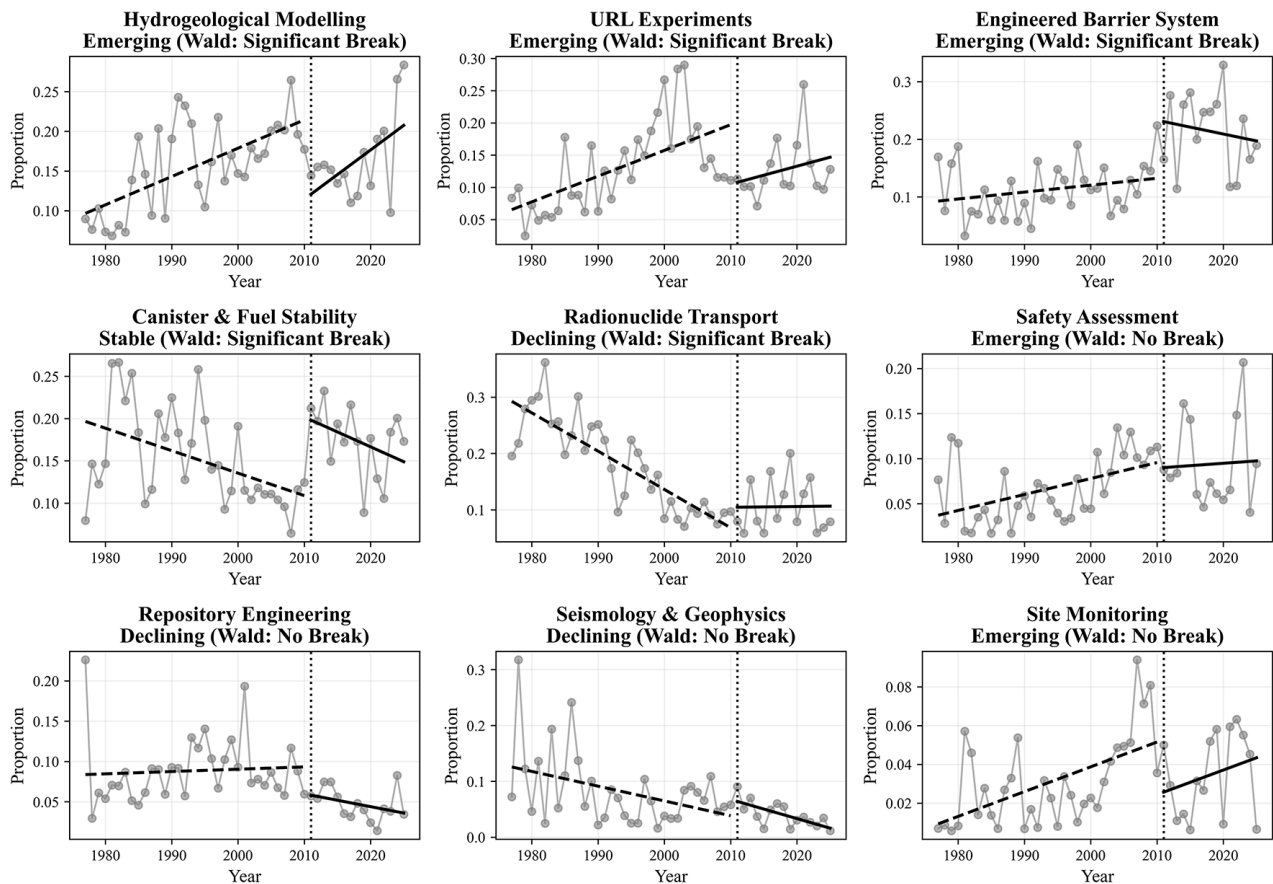 Hydrogeological Modelling
Emerging (Wald: Significant Break)
Proportion
0.25
0.20
0.15
0.10
1980 1990 2000 2010 2020
Year
URL Experiments
Emerging (Wald: Significant Break)
Proportion
0.30
0.25
0.20
0.15
0.10
0.05
1980 1990 2000 2010 2020
Year
Engineered Barrier System
Emerging (Wald: Significant Break)
Proportion
0.3
0.2
0.1
1980 1990 2000 2010 2020
Year
Canister & Fuel Stability
Stable (Wald: Significant Break)
Proportion
0.25
0.20
0.15
0.10
1980 1990 2000 2010 2020
Year
Radionuclide Transport
Declining (Wald: Significant Break)
Proportion
0.3
0.2
0.1
1980 1990 2000 2010 2020
Year
Safety Assessment
Emerging (Wald: No Break)
Proportion
0.20
0.15
0.10
0.05
1980 1990 2000 2010 2020
Year
Repository Engineering
Declining (Wald: No Break)
Proportion
0.20
0.15
0.10
0.05
1980 1990 2000 2010 2020
Year
Seismology & Geophysics
Declining (Wald: No Break)
Proportion
0.3
0.2
0.1
0.0
1980 1990 2000 2010 2020
Year
Site Monitoring
Emerging (Wald: No Break)
Proportion
0.08
0.06
0.04
0.02
1980 1990 2000 2010 2020
Year